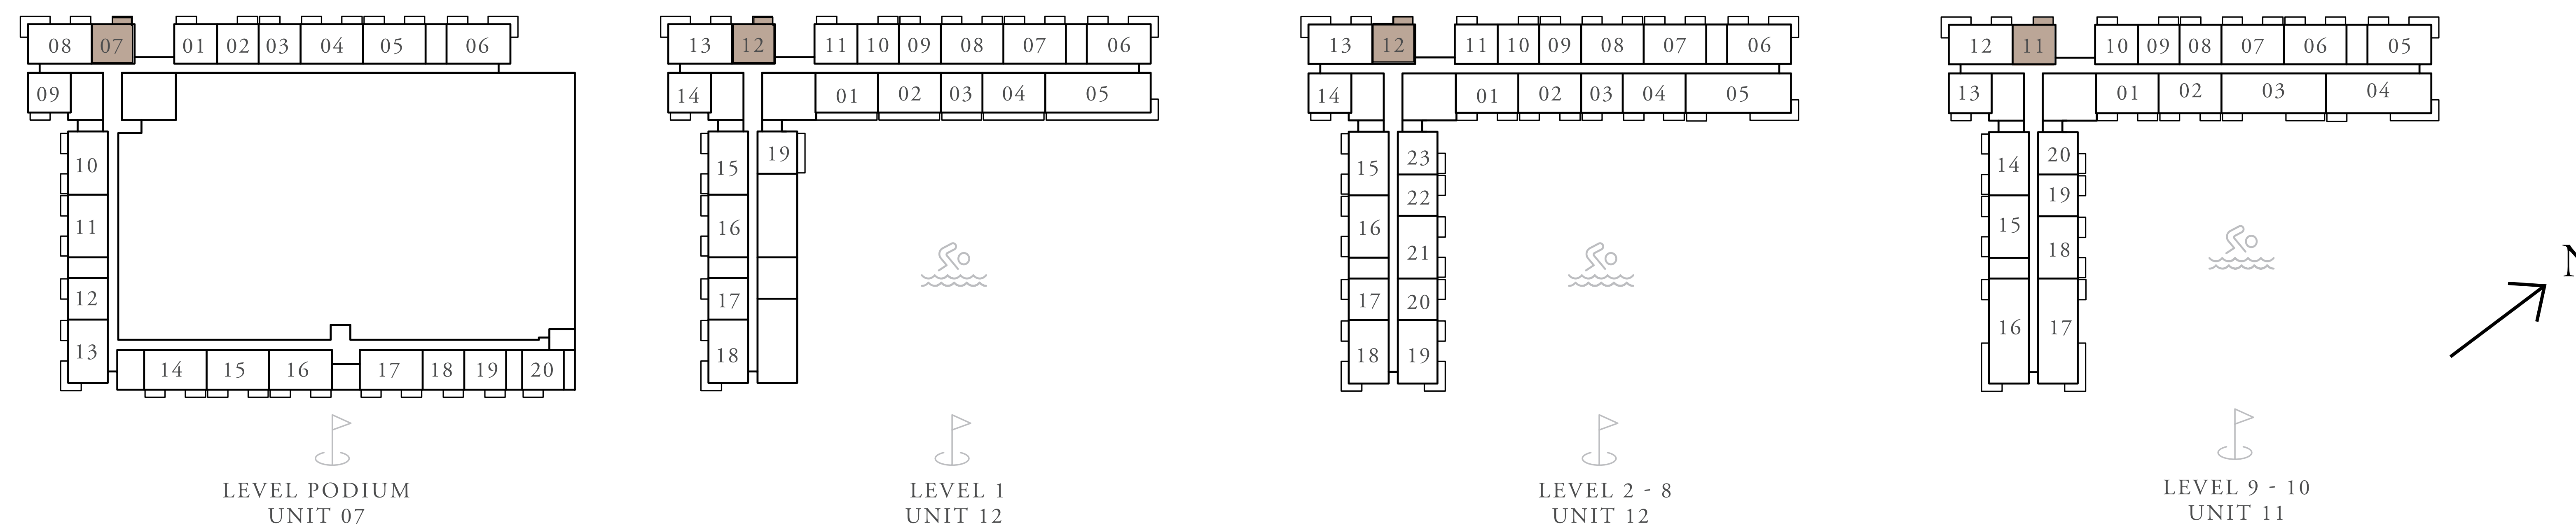 08 07 01 02 03 04 05 06
09
10
11
12
13
14 15 16 17 18 19 20
LEVEL PODIUM
UNIT 07
13 12 11 10 09 08 07 06
14 01 02 03 04 05
19
15
16
17
18
LEVEL 1
UNIT 12
13 12 11 10 09 08 07 06
14 01 02 03 04 05
15 23
22
16
21
17 20
18 19
LEVEL 2 - 8
UNIT 12
12 11 10 09 08 07 06 05
13 01 02 03 04
14 20
19
15
18
16 17
LEVEL 9 - 10
UNIT 11
N